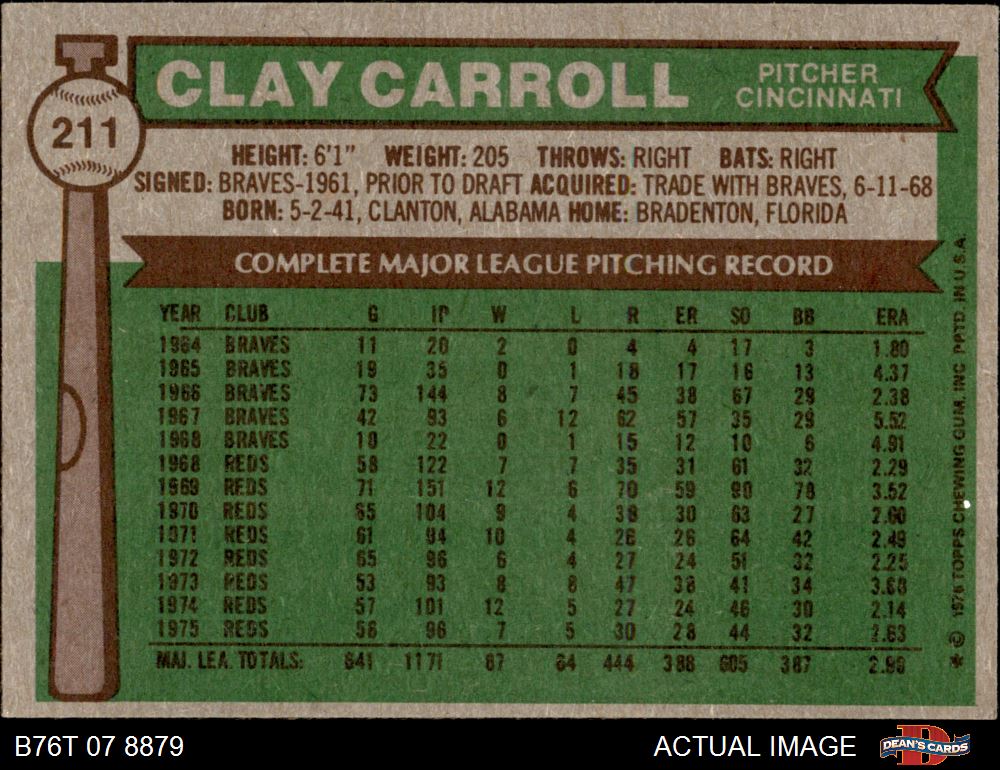 211
CLAY CARROLL PITCHER CINCINNATI
HEIGHT: 6'1" WEIGHT: 205 THROWS: RIGHT BATS: RIGHT
SIGNED: BRAVES-1961, PRIOR TO DRAFT ACQUIRED: TRADE WITH BRAVES, 6-11-68
BORN: 5-2-41, CLANTON, ALABAMA HOME: BRADENTON, FLORIDA
COMPLETE MAJOR LEAGUE PITCHING RECORD
YEAR CLUB G IP W L R ER SO BB ERA
1964 BRAVES 11 20 2 0 4 4 17 3 1.80
1965 BRAVES 19 35 0 1 18 17 16 13 4.37
1966 BRAVES 73 144 8 7 45 38 67 29 2.38
1967 BRAVES 42 93 6 12 62 57 35 29 5.52
1968 BRAVES 10 22 0 1 15 12 10 6 4.91
1968 REDS 58 122 7 7 35 31 61 32 2.29
1969 REDS 71 151 12 6 70 59 90 78 3.52
1970 REDS 65 104 9 4 38 30 63 27 2.60
1971 REDS 61 94 10 4 28 26 64 42 2.49
1972 REDS 65 96 6 4 27 24 51 32 2.25
1973 REDS 53 93 8 8 47 38 41 34 3.68
1974 REDS 57 101 12 5 27 24 46 30 2.14
1975 REDS 56 96 7 5 30 28 44 32 2.63
MAJ. LEA. TOTALS: 641 1171 87 64 444 388 605 387 2.98
* © 1976 TOPPS CHEWING GUM, INC PRTD. IN U.S.A.
B76T 07 8879 ACTUAL IMAGE DEAN'S CARDS